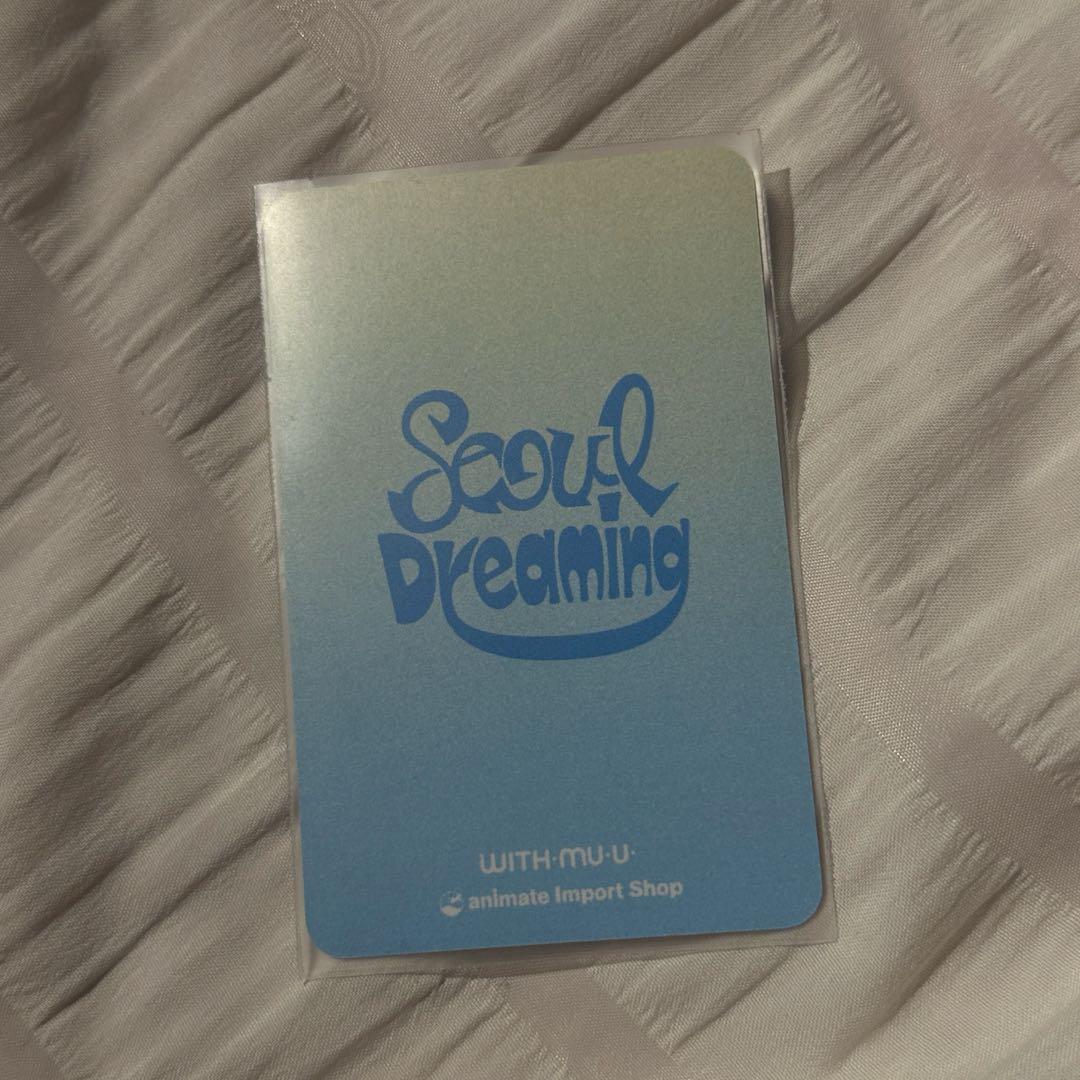 Seoul
Dreaming
WITH·MU·U·
animate Import Shop